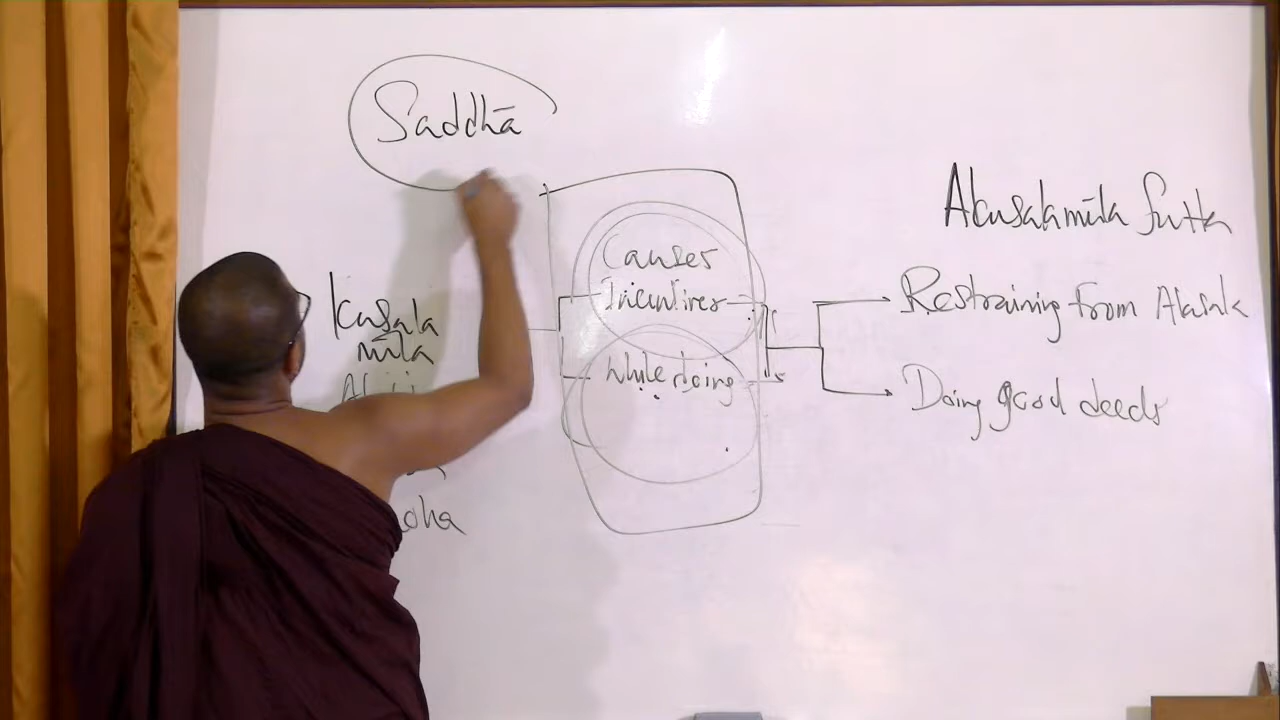 Saddhā
Akusalamūla Sutta
Causes
Incentives
While doing
Kusala
mūla
oha
Restraining from Akusala
Doing good deeds